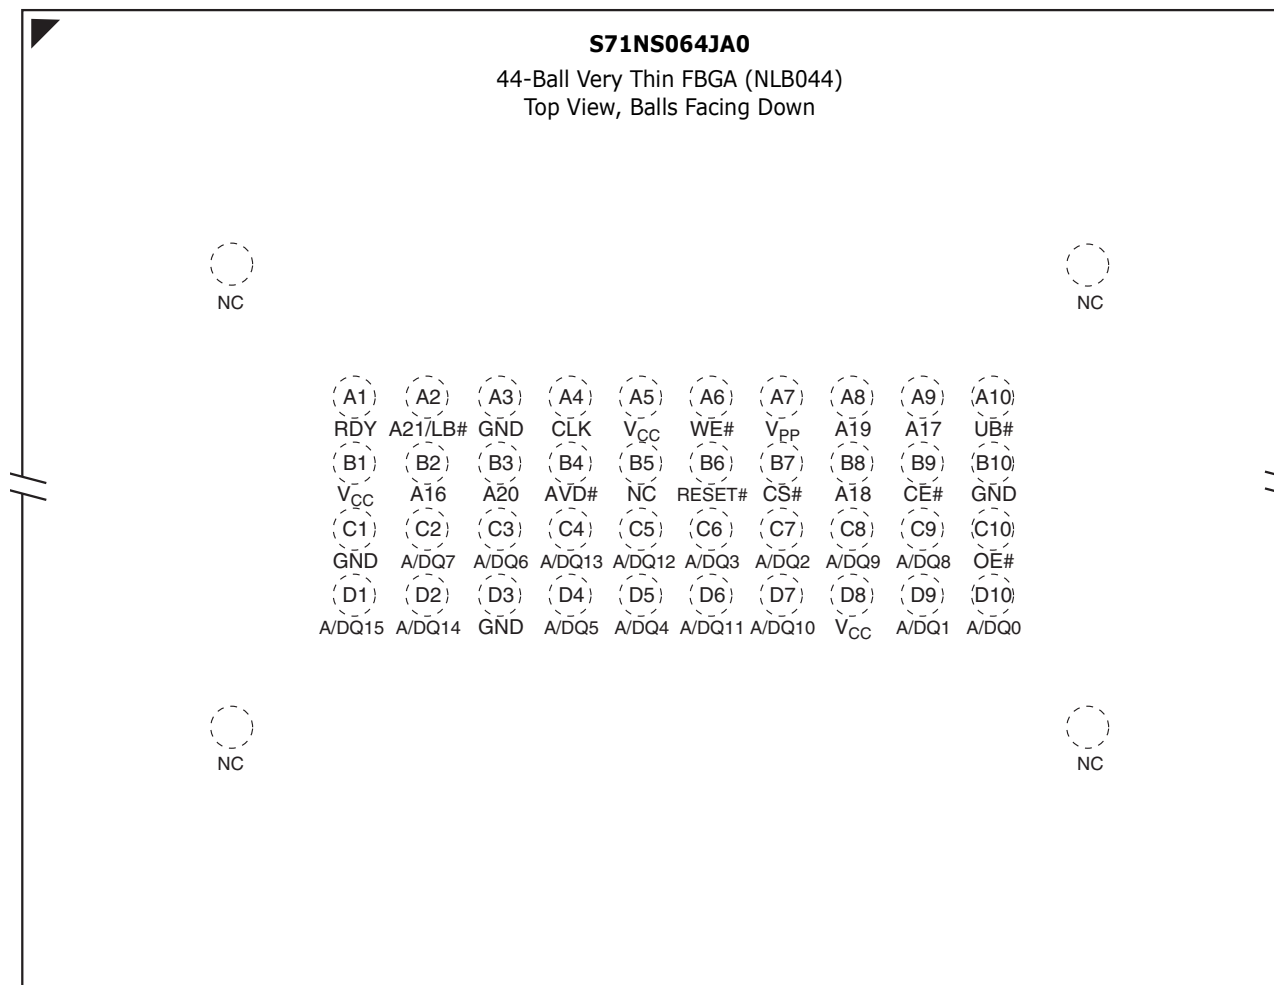 S71NS064JA0
44-Ball Very Thin FBGA (NLB044)
Top View, Balls Facing Down
NC NC
A1 A2 A3 A4 A5 A6 A7 A8 A9 A10
RDY A21/LB# GND CLK VCC WE# VPP A19 A17 UB#
B1 B2 B3 B4 B5 B6 B7 B8 B9 B10
VCC A16 A20 AVD# NC RESET# CS# A18 CE# GND
C1 C2 C3 C4 C5 C6 C7 C8 C9 C10
GND A/DQ7 A/DQ6 A/DQ13 A/DQ12 A/DQ3 A/DQ2 A/DQ9 A/DQ8 OE#
D1 D2 D3 D4 D5 D6 D7 D8 D9 D10
A/DQ15 A/DQ14 GND A/DQ5 A/DQ4 A/DQ11 A/DQ10 VCC A/DQ1 A/DQ0
NC NC